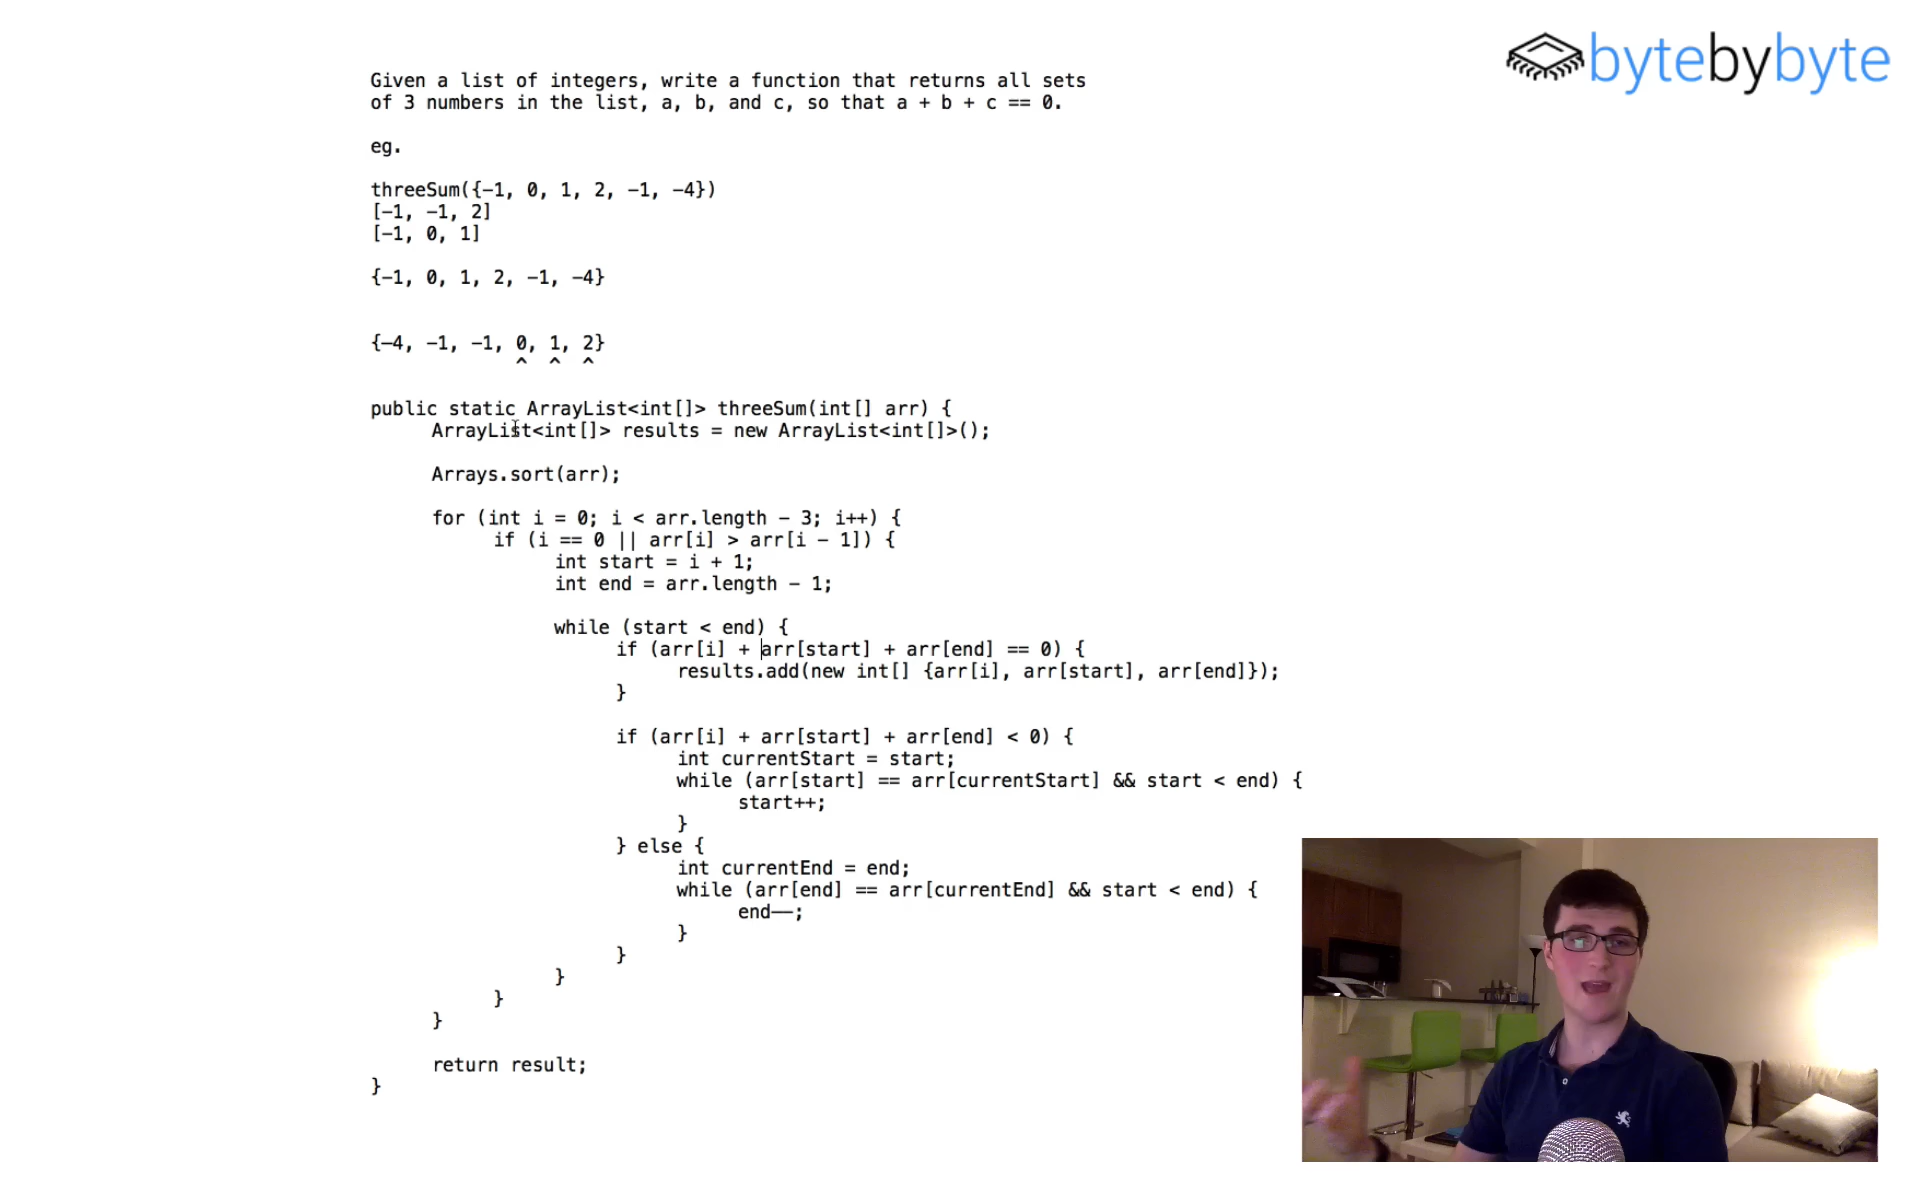 bytebybyte
Given a list of integers, write a function that returns all sets
of 3 numbers in the list, a, b, and c, so that a + b + c == 0.
eg.
threeSum({-1, 0, 1, 2, -1, -4})
[-1, -1, 2]
[-1, 0, 1]
{-1, 0, 1, 2, -1, -4}
{-4, -1, -1, 0, 1, 2}
^ ^ ^
public static ArrayList<int[]> threeSum(int[] arr) {
ArrayList<int[]> results = new ArrayList<int[]>();
Arrays.sort(arr);
for (int i = 0; i < arr.length - 3; i++) {
if (i == 0 || arr[i] > arr[i - 1]) {
int start = i + 1;
int end = arr.length - 1;
while (start < end) {
if (arr[i] + arr[start] + arr[end] == 0) {
results.add(new int[] {arr[i], arr[start], arr[end]});
}
if (arr[i] + arr[start] + arr[end] < 0) {
int currentStart = start;
while (arr[start] == arr[currentStart] && start < end) {
start++;
}
} else {
int currentEnd = end;
while (arr[end] == arr[currentEnd] && start < end) {
end—;
}
}
}
}
}
return result;
}